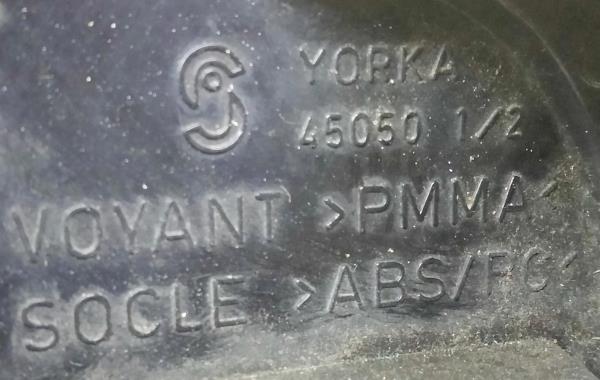 YORKA
45050 1/2
VOYANT >PMMA<
SOCLE >ABS/PC<